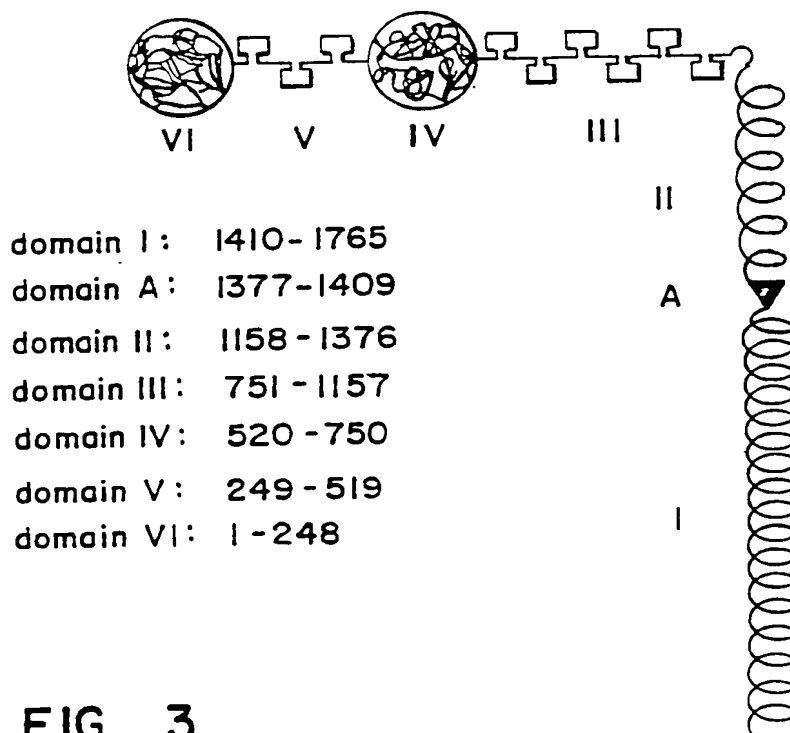 VI V IV III
II
domain I: 1410-1765
domain A: 1377-1409
A
domain II: 1158-1376
domain III: 751-1157
domain IV: 520-750
domain V: 249-519
I
domain VI: 1-248
FIG. 3